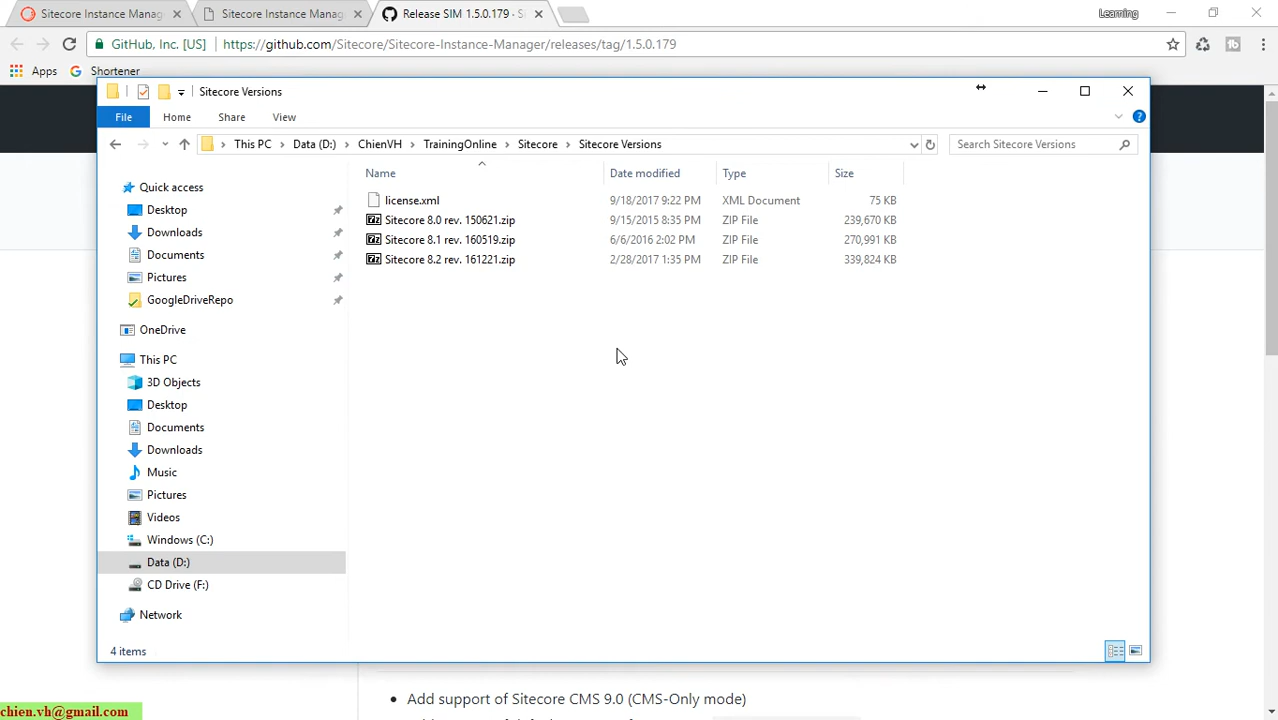 Sitecore Instance Manag
Sitecore Instance Manag
Release SIM 1.5.0.179 - S
Learning
GitHub, Inc. [US]
https://github.com/Sitecore/Sitecore-Instance-Manager/releases/tag/1.5.0.179
Apps
Shortener
Sitecore Versions
File
Home
Share
View
This PC
Data (D:)
ChienVH
TrainingOnline
Sitecore
Sitecore Versions
Search Sitecore Versions
Name
Date modified
Type
Size
license.xml 9/18/2017 9:22 PM XML Document 75 KB
Sitecore 8.0 rev. 150621.zip 9/15/2015 8:35 PM ZIP File 239,670 KB
Sitecore 8.1 rev. 160519.zip 6/6/2016 2:02 PM ZIP File 270,991 KB
Sitecore 8.2 rev. 161221.zip 2/28/2017 1:35 PM ZIP File 339,824 KB
Quick access
Desktop
Downloads
Documents
Pictures
GoogleDriveRepo
OneDrive
This PC
3D Objects
Desktop
Documents
Downloads
Music
Pictures
Videos
Windows (C:)
Data (D:)
CD Drive (F:)
Network
4 items
Add support of Sitecore CMS 9.0 (CMS-Only mode)
chien.vh@gmail.com